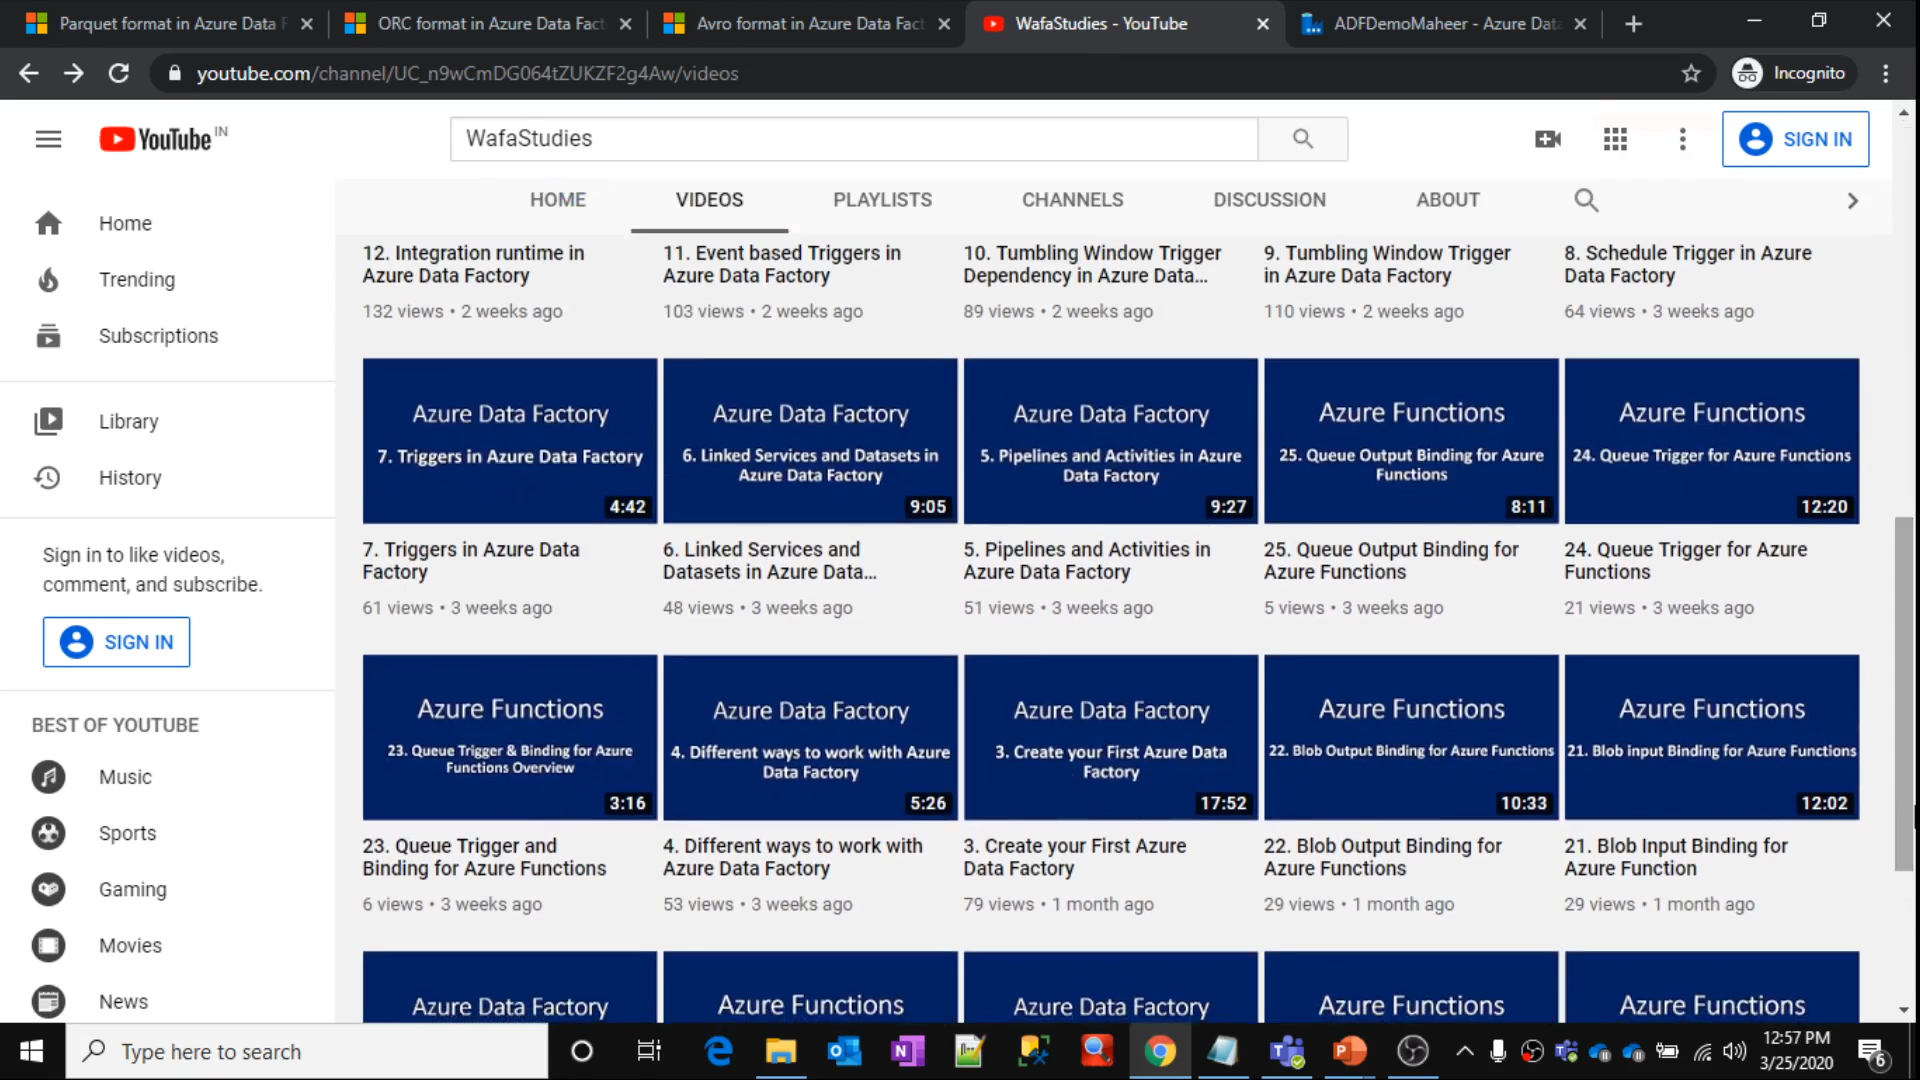 Parquet format in Azure Data F
ORC format in Azure Data Fact
Avro format in Azure Data Fact
WafaStudies - YouTube
ADFDemoMaheer - Azure Data
youtube.com/channel/UC_n9wCmDG064tZUKZF2g4Aw/videos
Incognito
YouTube IN
WafaStudies
SIGN IN
HOME
VIDEOS
PLAYLISTS
CHANNELS
DISCUSSION
ABOUT
Home
Trending
Subscriptions
Library
History
Sign in to like videos,
comment, and subscribe.
SIGN IN
BEST OF YOUTUBE
Music
Sports
Gaming
Movies
News
12. Integration runtime in
Azure Data Factory
132 views • 2 weeks ago
11. Event based Triggers in
Azure Data Factory
103 views • 2 weeks ago
10. Tumbling Window Trigger
Dependency in Azure Data...
89 views • 2 weeks ago
9. Tumbling Window Trigger
in Azure Data Factory
110 views • 2 weeks ago
8. Schedule Trigger in Azure
Data Factory
64 views • 3 weeks ago
Azure Data Factory
7. Triggers in Azure Data Factory
4:42
7. Triggers in Azure Data
Factory
61 views • 3 weeks ago
Azure Data Factory
6. Linked Services and Datasets in
Azure Data Factory
9:05
6. Linked Services and
Datasets in Azure Data...
48 views • 3 weeks ago
Azure Data Factory
5. Pipelines and Activities in Azure
Data Factory
9:27
5. Pipelines and Activities in
Azure Data Factory
51 views • 3 weeks ago
Azure Functions
25. Queue Output Binding for Azure
Functions
8:11
25. Queue Output Binding for
Azure Functions
5 views • 3 weeks ago
Azure Functions
24. Queue Trigger for Azure Functions
12:20
24. Queue Trigger for Azure
Functions
21 views • 3 weeks ago
Azure Functions
23. Queue Trigger & Binding for Azure
Functions Overview
3:16
23. Queue Trigger and
Binding for Azure Functions
6 views • 3 weeks ago
Azure Data Factory
4. Different ways to work with Azure
Data Factory
5:26
4. Different ways to work with
Azure Data Factory
53 views • 3 weeks ago
Azure Data Factory
3. Create your First Azure Data
Factory
17:52
3. Create your First Azure
Data Factory
79 views • 1 month ago
Azure Functions
22. Blob Output Binding for Azure Functions
10:33
22. Blob Output Binding for
Azure Functions
29 views • 1 month ago
Azure Functions
21. Blob input Binding for Azure Functions
12:02
21. Blob Input Binding for
Azure Function
29 views • 1 month ago
Azure Data Factory
Azure Functions
Azure Data Factory
Azure Functions
Azure Functions
Type here to search
12:57 PM
3/25/2020
6